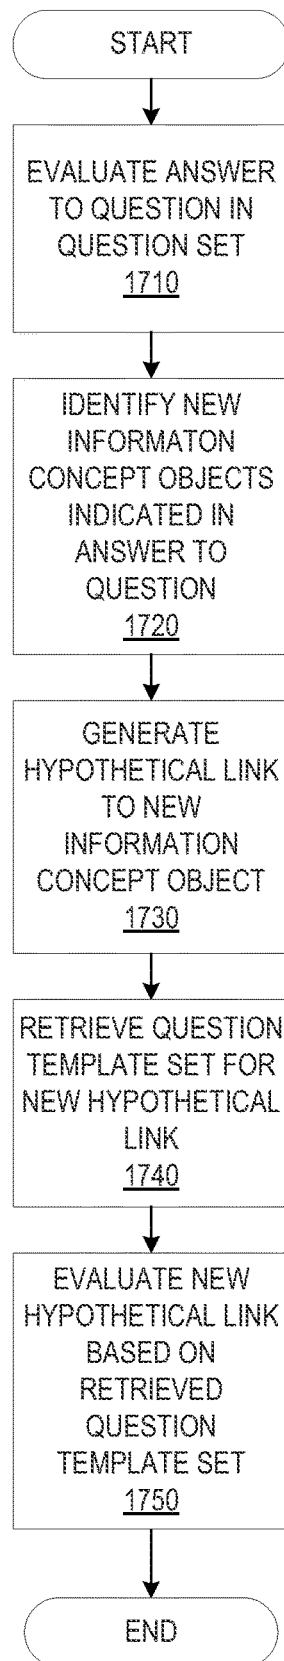 START
EVALUATE ANSWER
TO QUESTION IN
QUESTION SET
1710
IDENTIFY NEW
INFORMATON
CONCEPT OBJECTS
INDICATED IN
ANSWER TO
QUESTION
1720
GENERATE
HYPOTHETICAL LINK
TO NEW
INFORMATION
CONCEPT OBJECT
1730
RETRIEVE QUESTION
TEMPLATE SET FOR
NEW HYPOTHETICAL
LINK
1740
EVALUATE NEW
HYPOTHETICAL LINK
BASED ON
RETRIEVED
QUESTION
TEMPLATE SET
1750
END